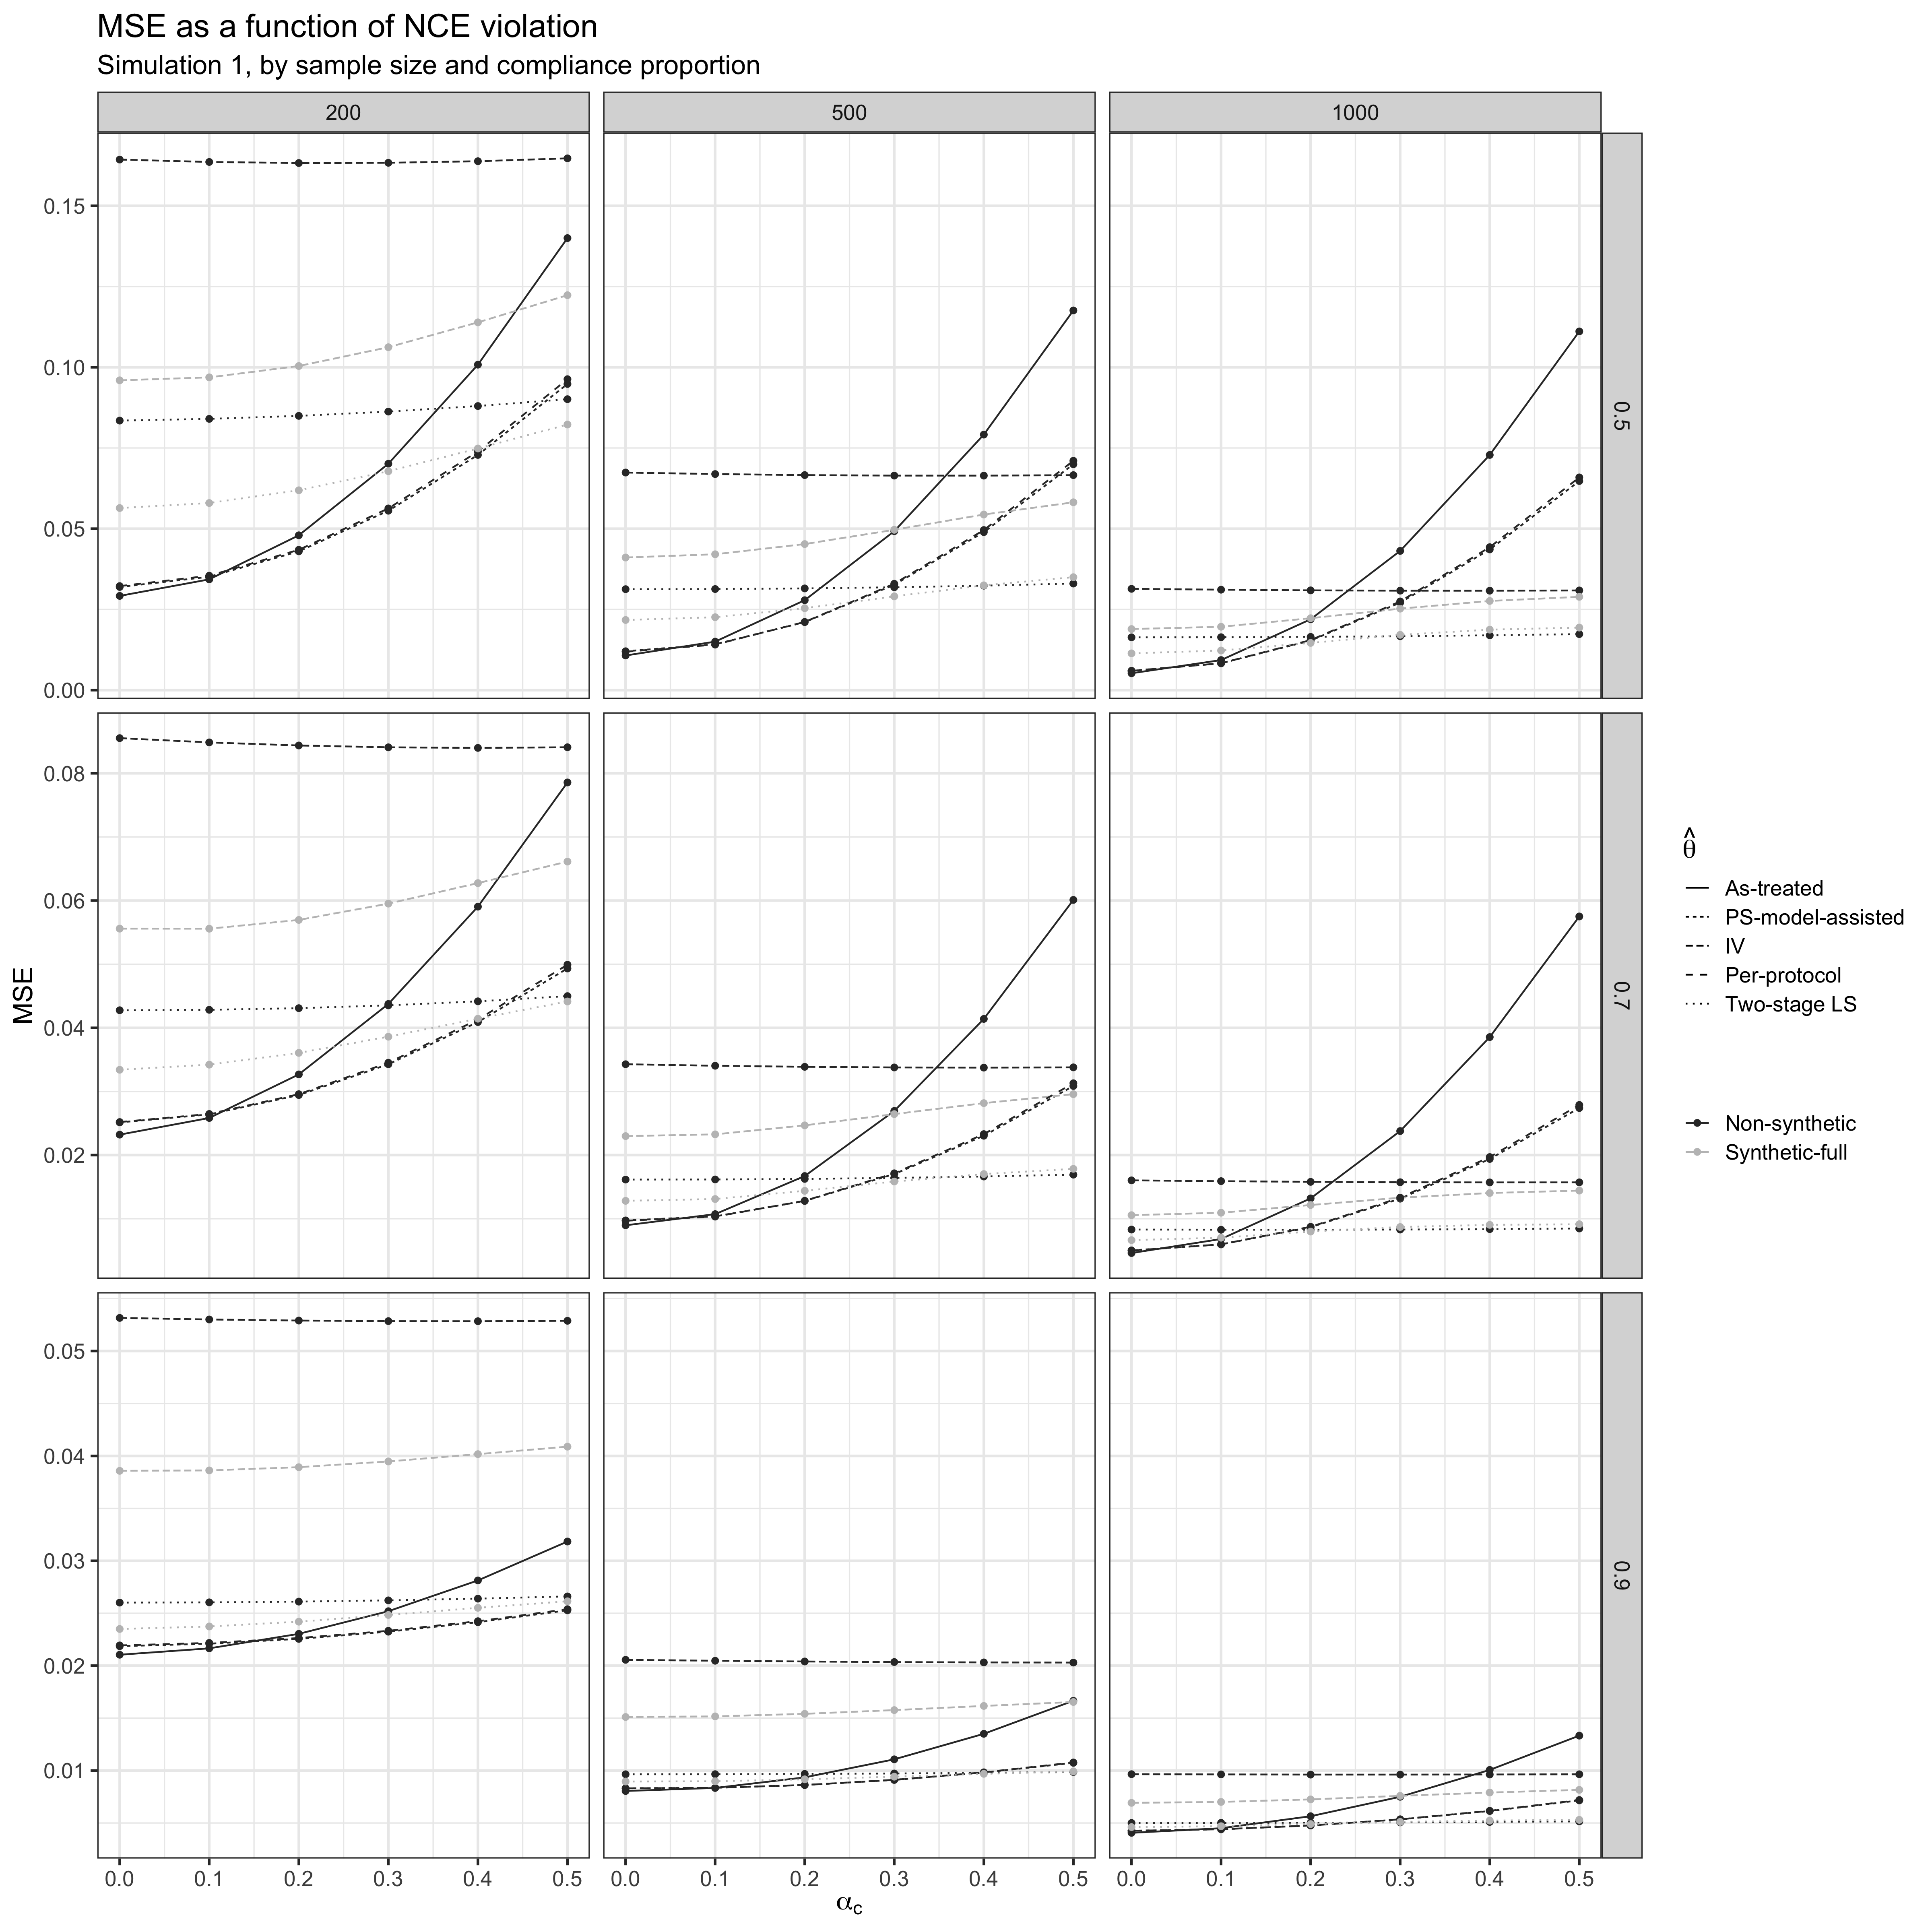 MSE as a function of NCE violation
Simulation 1, by sample size and compliance proportion
200 500 1000
0.15
0.10
0.05
0.00
0.5
0.08
0.06
0.04
0.02
0.7
0.05
0.04
0.03
0.02
0.01
0.9
MSE
0.0 0.1 0.2 0.3 0.4 0.5 0.0 0.1 0.2 0.3 0.4 0.5 0.0 0.1 0.2 0.3 0.4 0.5
αc
θ̂
As-treated
PS-model-assisted
IV
Per-protocol
Two-stage LS
Non-synthetic
Synthetic-full